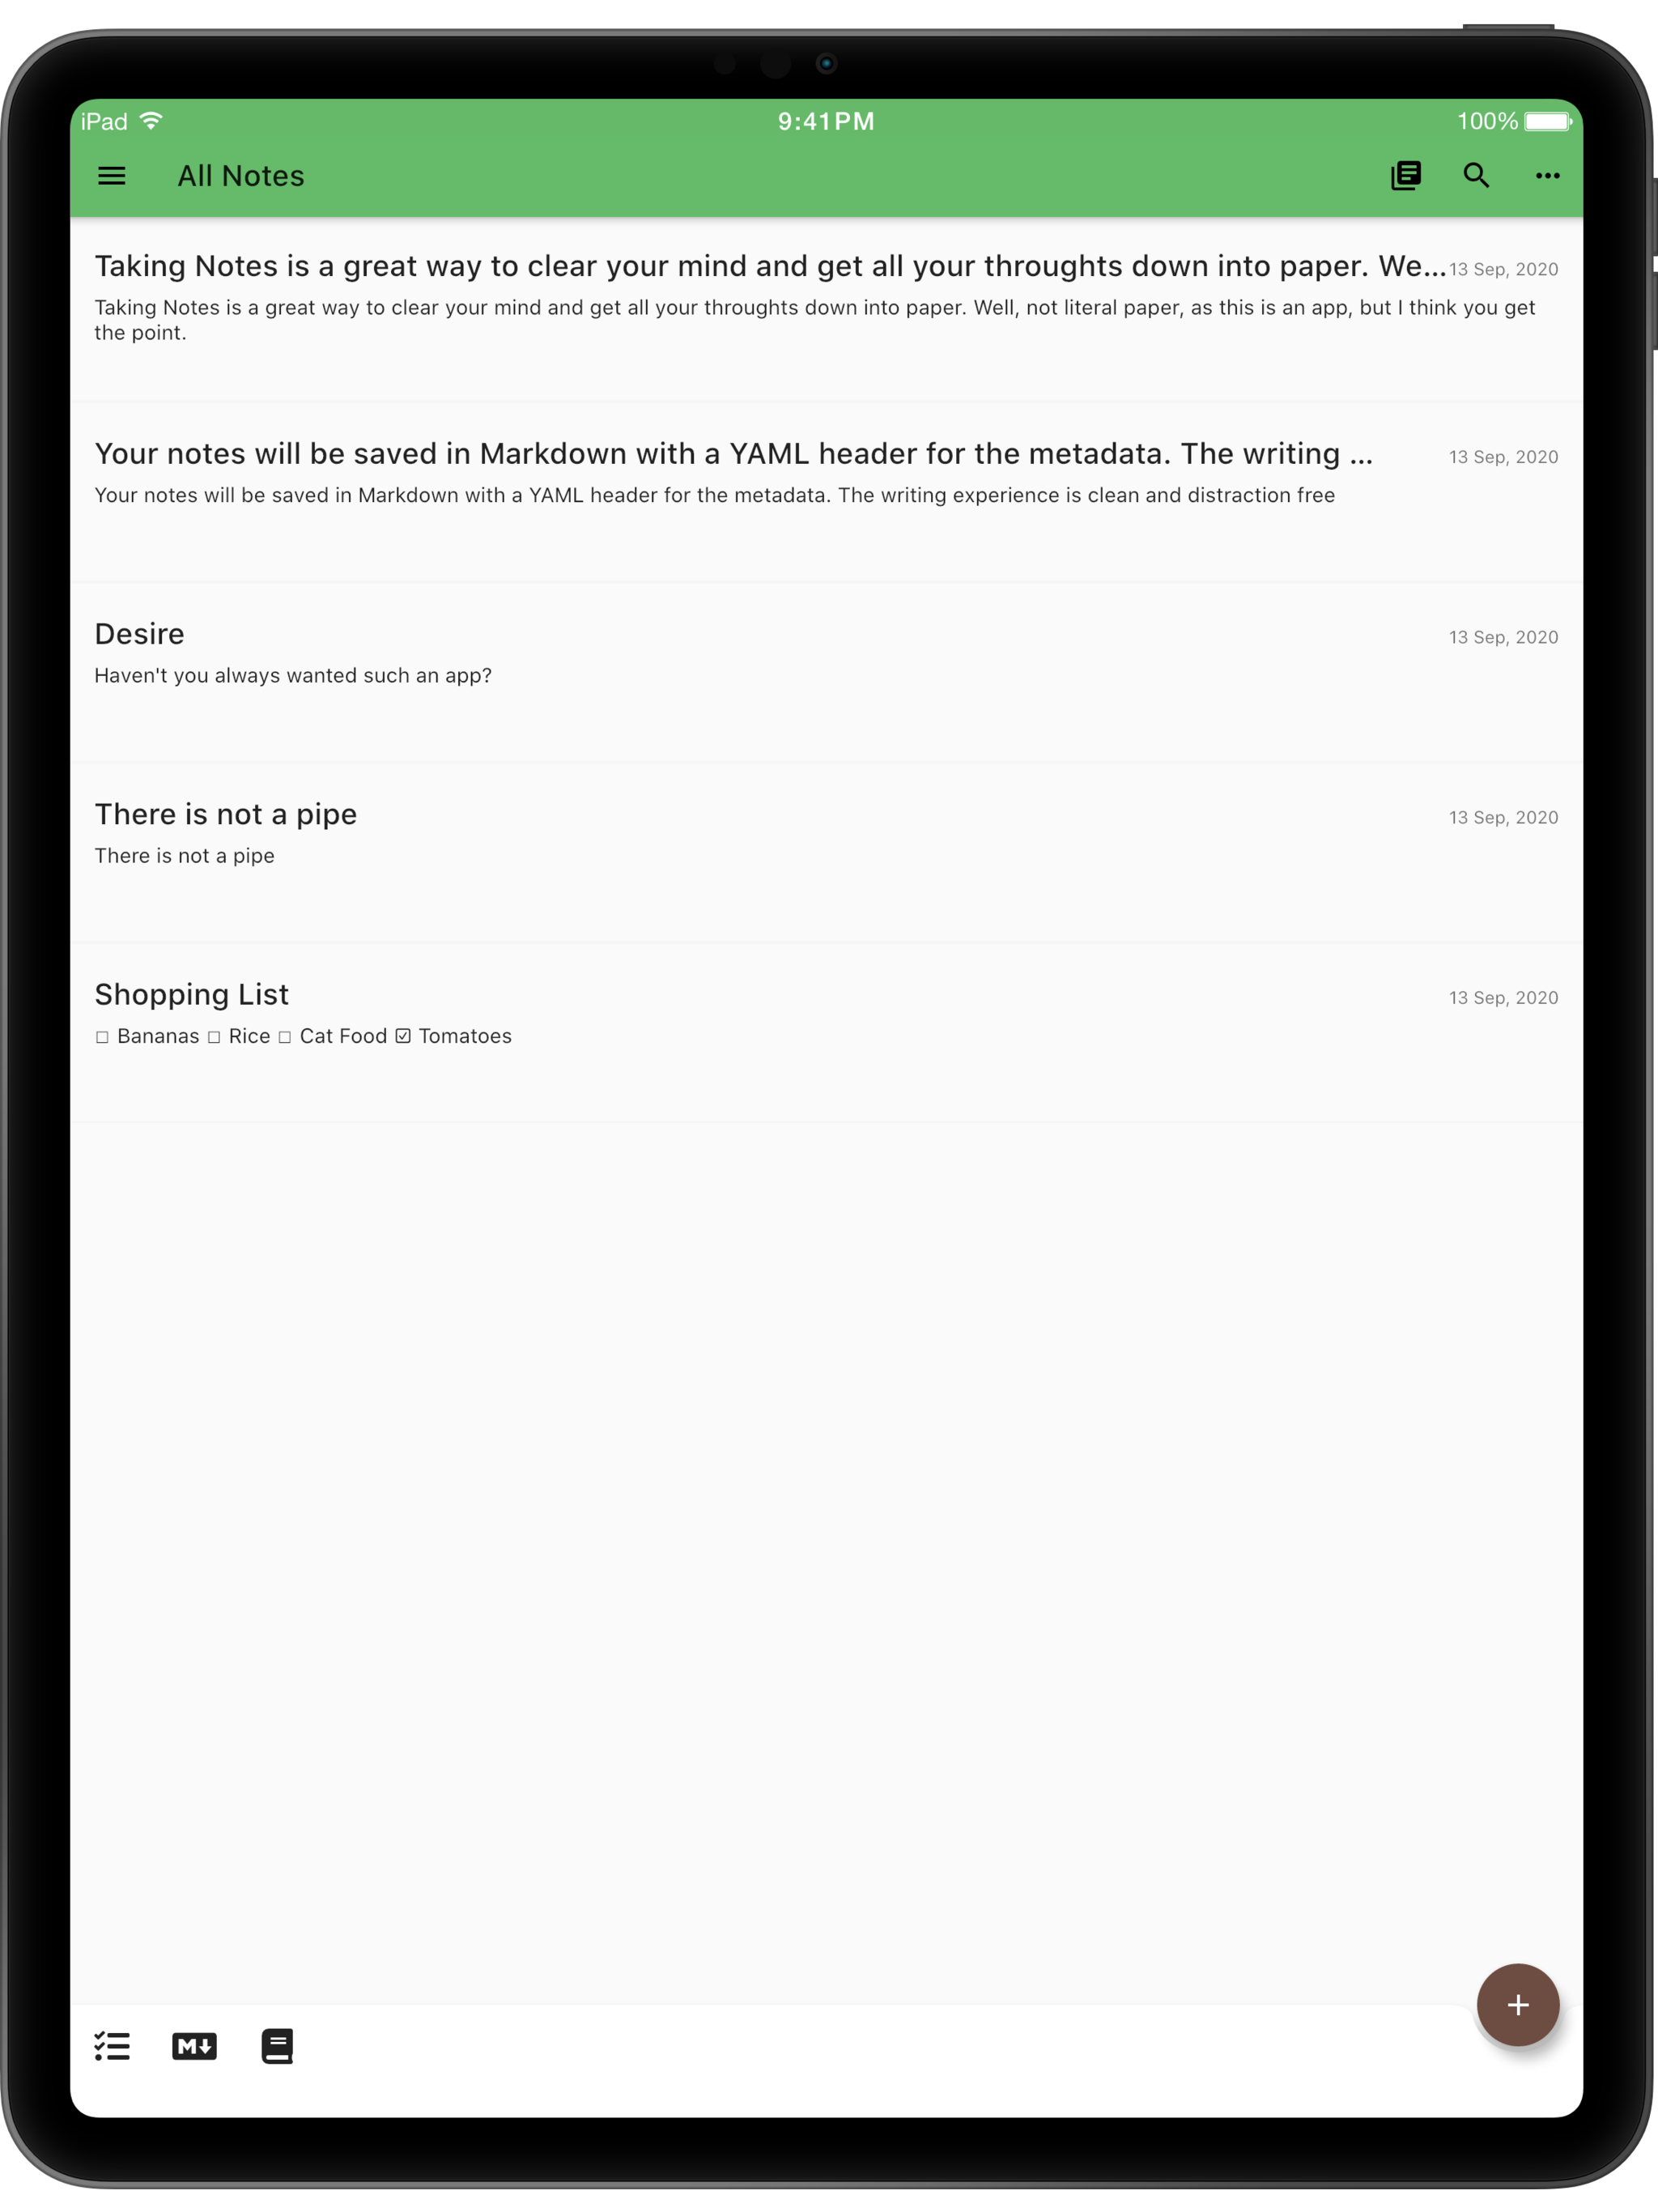 iPad 9:41PM 100%
All Notes
Taking Notes is a great way to clear your mind and get all your throughts down into paper. We... 13 Sep, 2020
Taking Notes is a great way to clear your mind and get all your throughts down into paper. Well, not literal paper, as this is an app, but I think you get
the point.
Your notes will be saved in Markdown with a YAML header for the metadata. The writing ... 13 Sep, 2020
Your notes will be saved in Markdown with a YAML header for the metadata. The writing experience is clean and distraction free
Desire 13 Sep, 2020
Haven't you always wanted such an app?
There is not a pipe 13 Sep, 2020
There is not a pipe
Shopping List 13 Sep, 2020
☐ Bananas ☐ Rice ☐ Cat Food ☑ Tomatoes
M